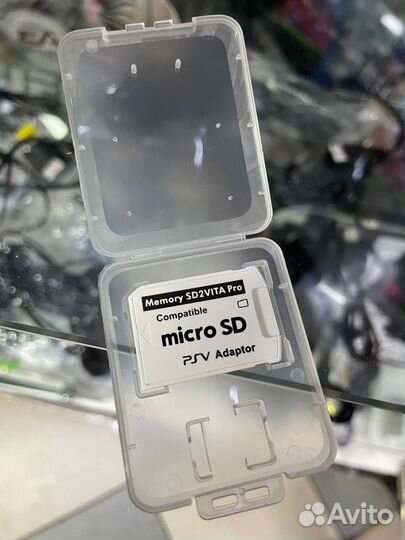 Memory SD2VITA Pro
Compatible
micro SD
PSV Adaptor
Avito